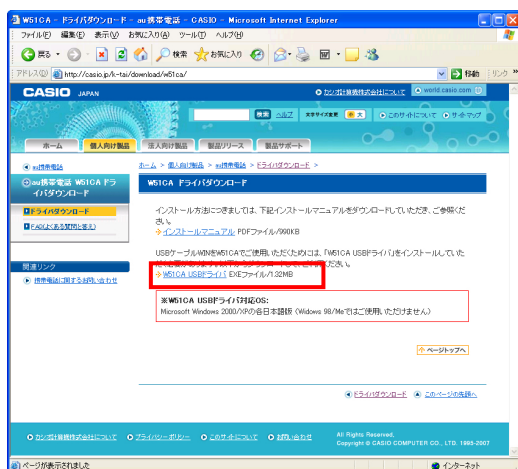 W51CA - ドライバダウンロード - au携帯電話 - CASIO - Microsoft Internet Explorer
ファイル(F) 編集(E) 表示(V) お気に入り(A) ツール(T) ヘルプ(H)
戻る 検索 お気に入り
アドレス(D) http://casio.jp/k-tai/download/w51ca/ 移動 リンク
CASIO JAPAN カシオ計算機株式会社について world.casio.com
検索 ヘルプ 文字サイズ変更 大 このサイトについて サイトマップ
ホーム 個人向け製品 法人向け製品 製品リリース 製品サポート
au携帯電話 ホーム > 個人向け製品 > au携帯電話 > ドライバダウンロード >
au携帯電話 W51CA ドライバダウンロード
W51CA ドライバダウンロード
ドライバダウンロード
FAQ(よくある質問と答え)
関連リンク
携帯電話に関するお問い合わせ
インストール方法につきましては、下記インストールマニュアルをダウンロードしていただき、ご参照ください。
インストールマニュアル PDFファイル/990KB
USBケーブルWINをW51CAでご使用いただくためには、「W51CA USBドライバ」をインストールしていた
W51CA USBドライバ EXEファイル/1.32MB
※W51CA USBドライバ対応OS:
Microsoft Windows 2000/XPの各日本語版 (Widows 98/Meではご使用いただけません)
ページトップへ
ドライバダウンロード このページの先頭へ
カシオ計算機株式会社について プライバシーポリシー このサイトについて お問い合わせ
All Rights Reserved.
Copyright © CASIO COMPUTER CO., LTD. 1995-2007
ページが表示されました インターネット